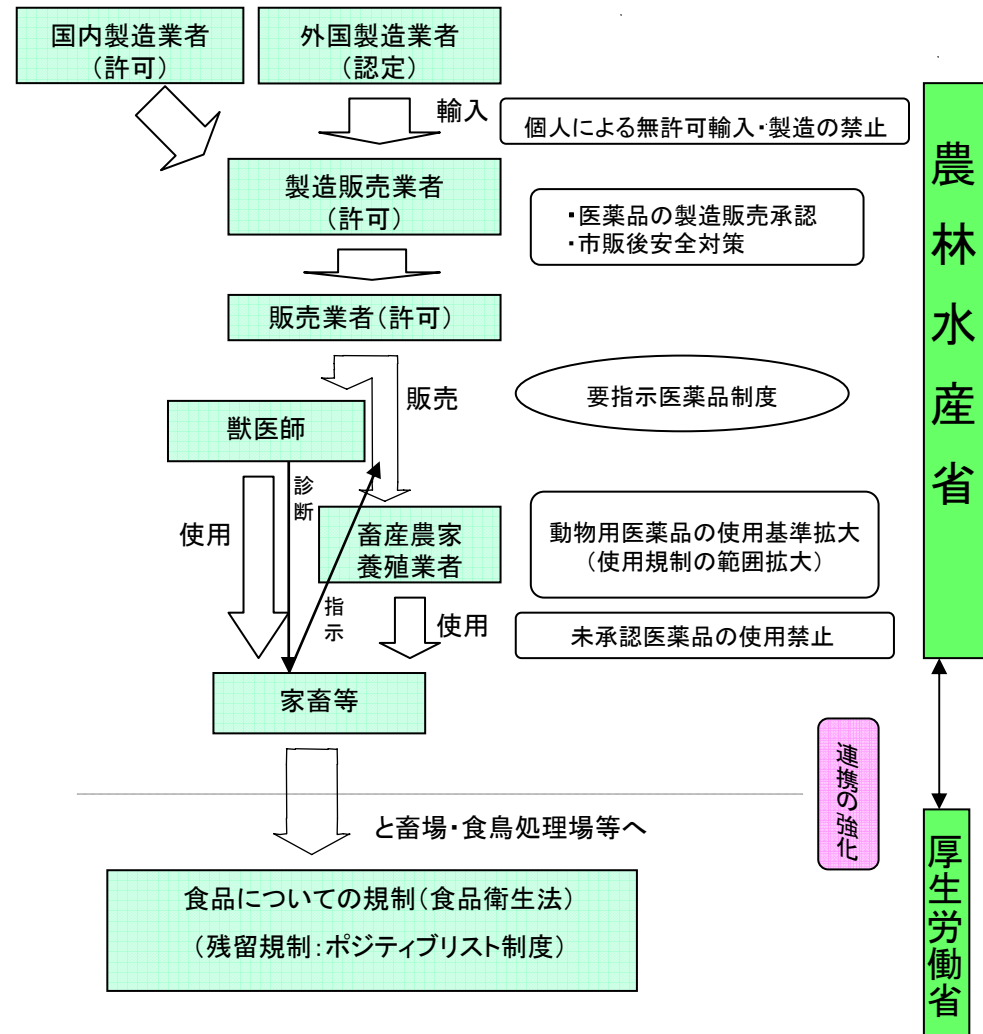 国内製造業者
(許可)
外国製造業者
(認定)
輸入
個人による無許可輸入・製造の禁止
製造販売業者
(許可)
・医薬品の製造販売承認
・市販後安全対策
販売業者(許可)
販売
要指示医薬品制度
獣医師
診断
使用
畜産農家
養殖業者
動物用医薬品の使用基準拡大
(使用規制の範囲拡大)
指示
使用
未承認医薬品の使用禁止
家畜等
農林水産省
連携の強化
と畜場・食鳥処理場等へ
食品についての規制(食品衛生法)
(残留規制:ポジティブリスト制度)
厚生労働省